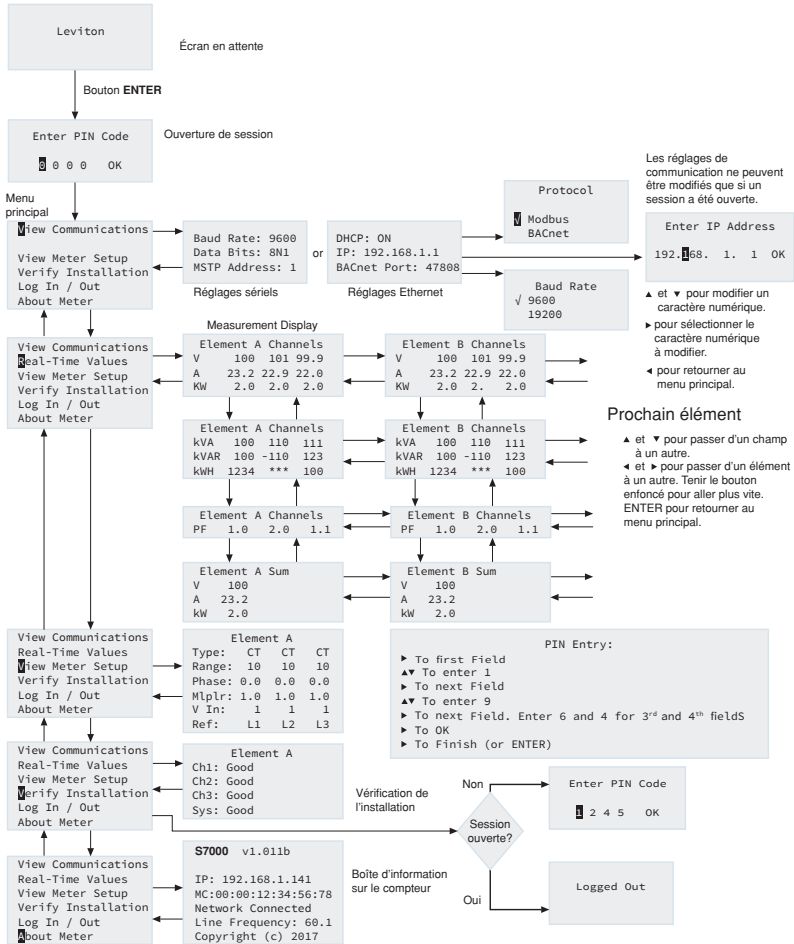 Leviton
Écran en attente
Bouton ENTER
Enter PIN Code
0 0 0 0 OK
Ouverture de session
Menu
principal
View Communications
View Meter Setup
Verify Installation
Log In / Out
About Meter
Baud Rate: 9600
Data Bits: 8N1
MSTP Address: 1
Réglages sériels
or
DHCP: ON
IP: 192.168.1.1
BACnet Port: 47808
Réglages Ethernet
Protocol
√ Modbus
BACnet
Baud Rate
√ 9600
19200
Les réglages de
communication ne peuvent
être modifiés que si un
session a été ouverte.
Enter IP Address
192.168. 1. 1 OK
▲ et ▼ pour modifier un
caractère numérique.
▶ pour sélectionner le
caractère numérique
à modifier.
◀ pour retourner au
menu principal.
View Communications
Real-Time Values
View Meter Setup
Verify Installation
Log In / Out
About Meter
Measurement Display
Element A Channels
V 100 101 99.9
A 23.2 22.9 22.0
KW 2.0 2.0 2.0
Element B Channels
V 100 101 99.9
A 23.2 22.9 22.0
KW 2.0 2. 2.0
Element A Channels
kVA 100 110 111
kVAR 100 -110 123
kWH 1234 *** 100
Element B Channels
kVA 100 110 111
kVAR 100 -110 123
kWH 1234 *** 100
Element A Channels
PF 1.0 2.0 1.1
Element B Channels
PF 1.0 2.0 1.1
Element A Sum
V 100
A 23.2
kW 2.0
Element B Sum
V 100
A 23.2
kW 2.0
Prochain élément
▲ et ▼ pour passer d'un champ
à un autre.
◀ et ▶ pour passer d'un élément
à un autre. Tenir le bouton
enfoncé pour aller plus vite.
ENTER pour retourner au
menu principal.
View Communications
Real-Time Values
View Meter Setup
Verify Installation
Log In / Out
About Meter
Element A
Type: CT CT CT
Range: 10 10 10
Phase: 0.0 0.0 0.0
Mlplr: 1.0 1.0 1.0
V In: 1 1 1
Ref: L1 L2 L3
PIN Entry:
▶ To first Field
▲▼ To enter 1
▶ To next Field
▲▼ To enter 9
▶ To next Field. Enter 6 and 4 for 3rd and 4th fieldS
▶ To OK
▶ To Finish (or ENTER)
View Communications
Real-Time Values
View Meter Setup
Verify Installation
Log In / Out
About Meter
Element A
Ch1: Good
Ch2: Good
Ch3: Good
Sys: Good
Vérification de
l'installation
Session
ouverte?
Non
Enter PIN Code
1 2 4 5 OK
Oui
Logged Out
View Communications
Real-Time Values
View Meter Setup
Verify Installation
Log In / Out
About Meter
S7000 v1.011b
IP: 192.168.1.141
MC:00:00:12:34:56:78
Network Connected
Line Frequency: 60.1
Copyright (c) 2017
Boîte d'information
sur le compteur